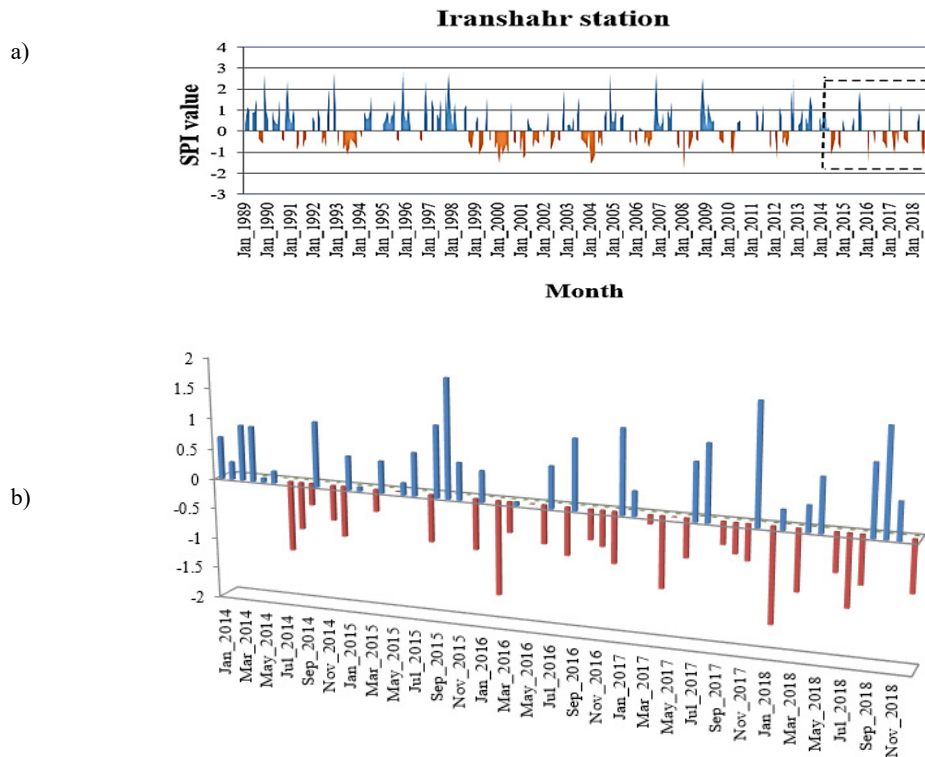 a)
Iranshahr station
4
3
2
1
0
-1
-2
-3
SPI value
Jan_1989
Jan_1990
Jan_1991
Jan_1992
Jan_1993
Jan_1994
Jan_1995
Jan_1996
Jan_1997
Jan_1998
Jan_1999
Jan_2000
Jan_2001
Jan_2002
Jan_2003
Jan_2004
Jan_2005
Jan_2006
Jan_2007
Jan_2008
Jan_2009
Jan_2010
Jan_2011
Jan_2012
Jan_2013
Jan_2014
Jan_2015
Jan_2016
Jan_2017
Jan_2018
Month
b)
2
1.5
1
0.5
0
-0.5
-1
-1.5
-2
Jan_2014
Mar_2014
May_2014
Jul_2014
Sep_2014
Nov_2014
Jan_2015
Mar_2015
May_2015
Jul_2015
Sep_2015
Nov_2015
Jan_2016
Mar_2016
May_2016
Jul_2016
Sep_2016
Nov_2016
Jan_2017
Mar_2017
May_2017
Jul_2017
Sep_2017
Nov_2017
Jan_2018
Mar_2018
May_2018
Jul_2018
Sep_2018
Nov_2018